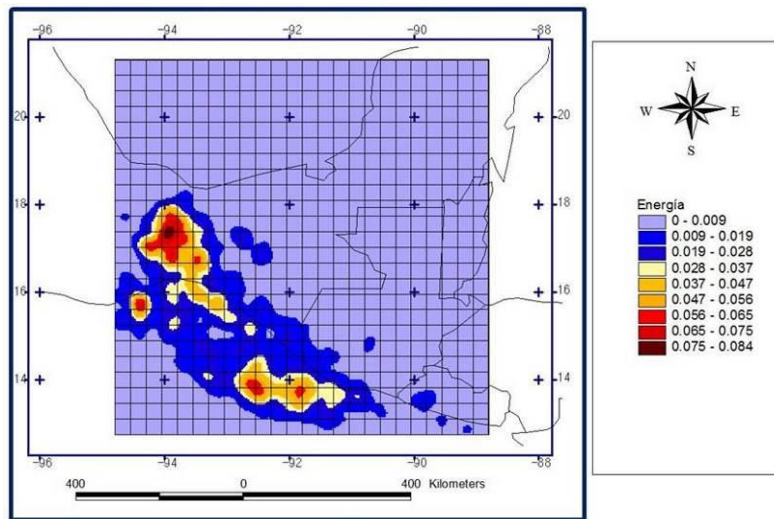 -96 -94 -92 -90 -88
20 20
18 18
16 16
14 14
-96 -94 -92 -90 -88
400 0 400 Kilometers
N
W E
S
Energía
0 - 0.009
0.009 - 0.019
0.019 - 0.028
0.028 - 0.037
0.037 - 0.047
0.047 - 0.056
0.056 - 0.065
0.065 - 0.075
0.075 - 0.084